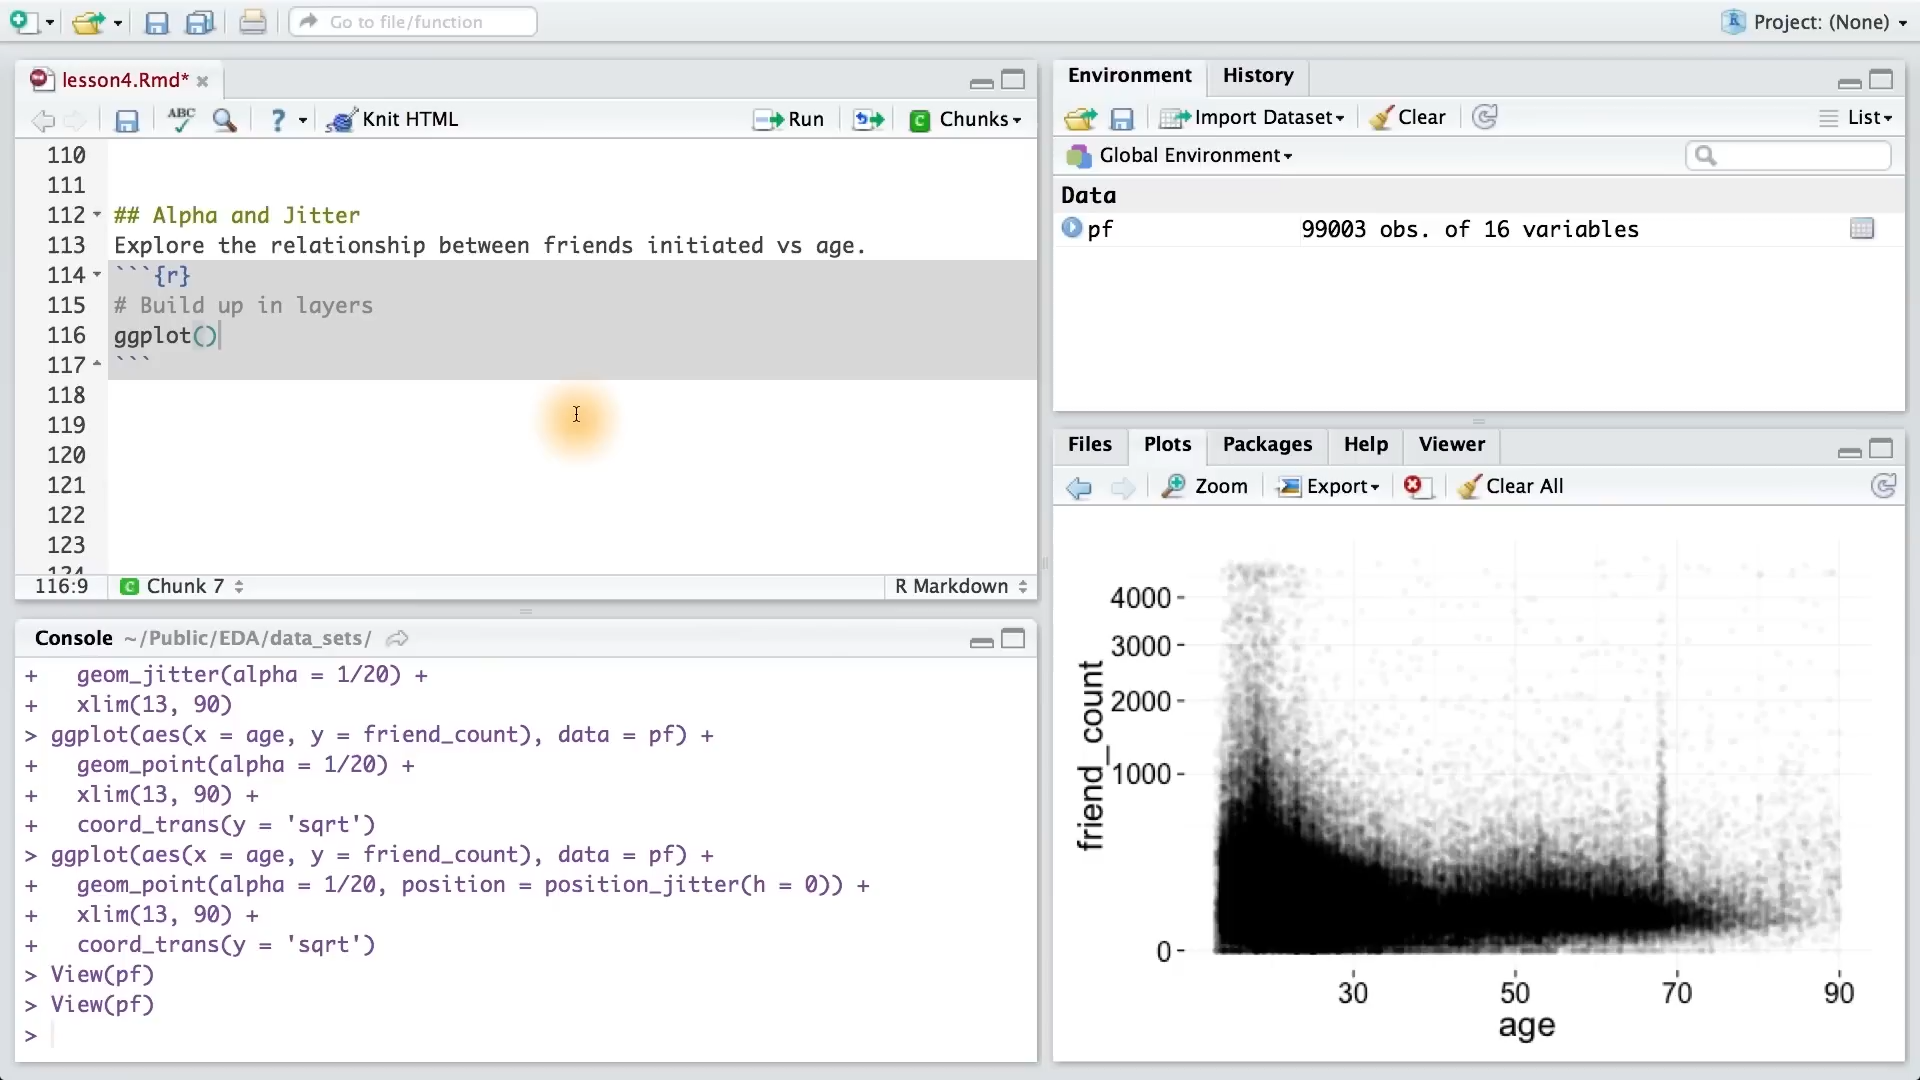 Go to file/function
Project: (None)
lesson4.Rmd*
ABC
Knit HTML
Run
Chunks
110
111
112 ## Alpha and Jitter
113 Explore the relationship between friends initiated vs age.
114 ```{r}
115 # Build up in layers
116 ggplot()
117 ```
118
119
120
121
122
123
124
116:9
Chunk 7
R Markdown
Console ~/Public/EDA/data_sets/
+ geom_jitter(alpha = 1/20) +
+ xlim(13, 90)
> ggplot(aes(x = age, y = friend_count), data = pf) +
+ geom_point(alpha = 1/20) +
+ xlim(13, 90) +
+ coord_trans(y = 'sqrt')
> ggplot(aes(x = age, y = friend_count), data = pf) +
+ geom_point(alpha = 1/20, position = position_jitter(h = 0)) +
+ xlim(13, 90) +
+ coord_trans(y = 'sqrt')
> View(pf)
> View(pf)
>
Environment History
Import Dataset Clear
List
Global Environment
Data
pf 99003 obs. of 16 variables
Files Plots Packages Help Viewer
Zoom Export Clear All
friend_count
4000
3000
2000
1000
0
30 50 70 90
age